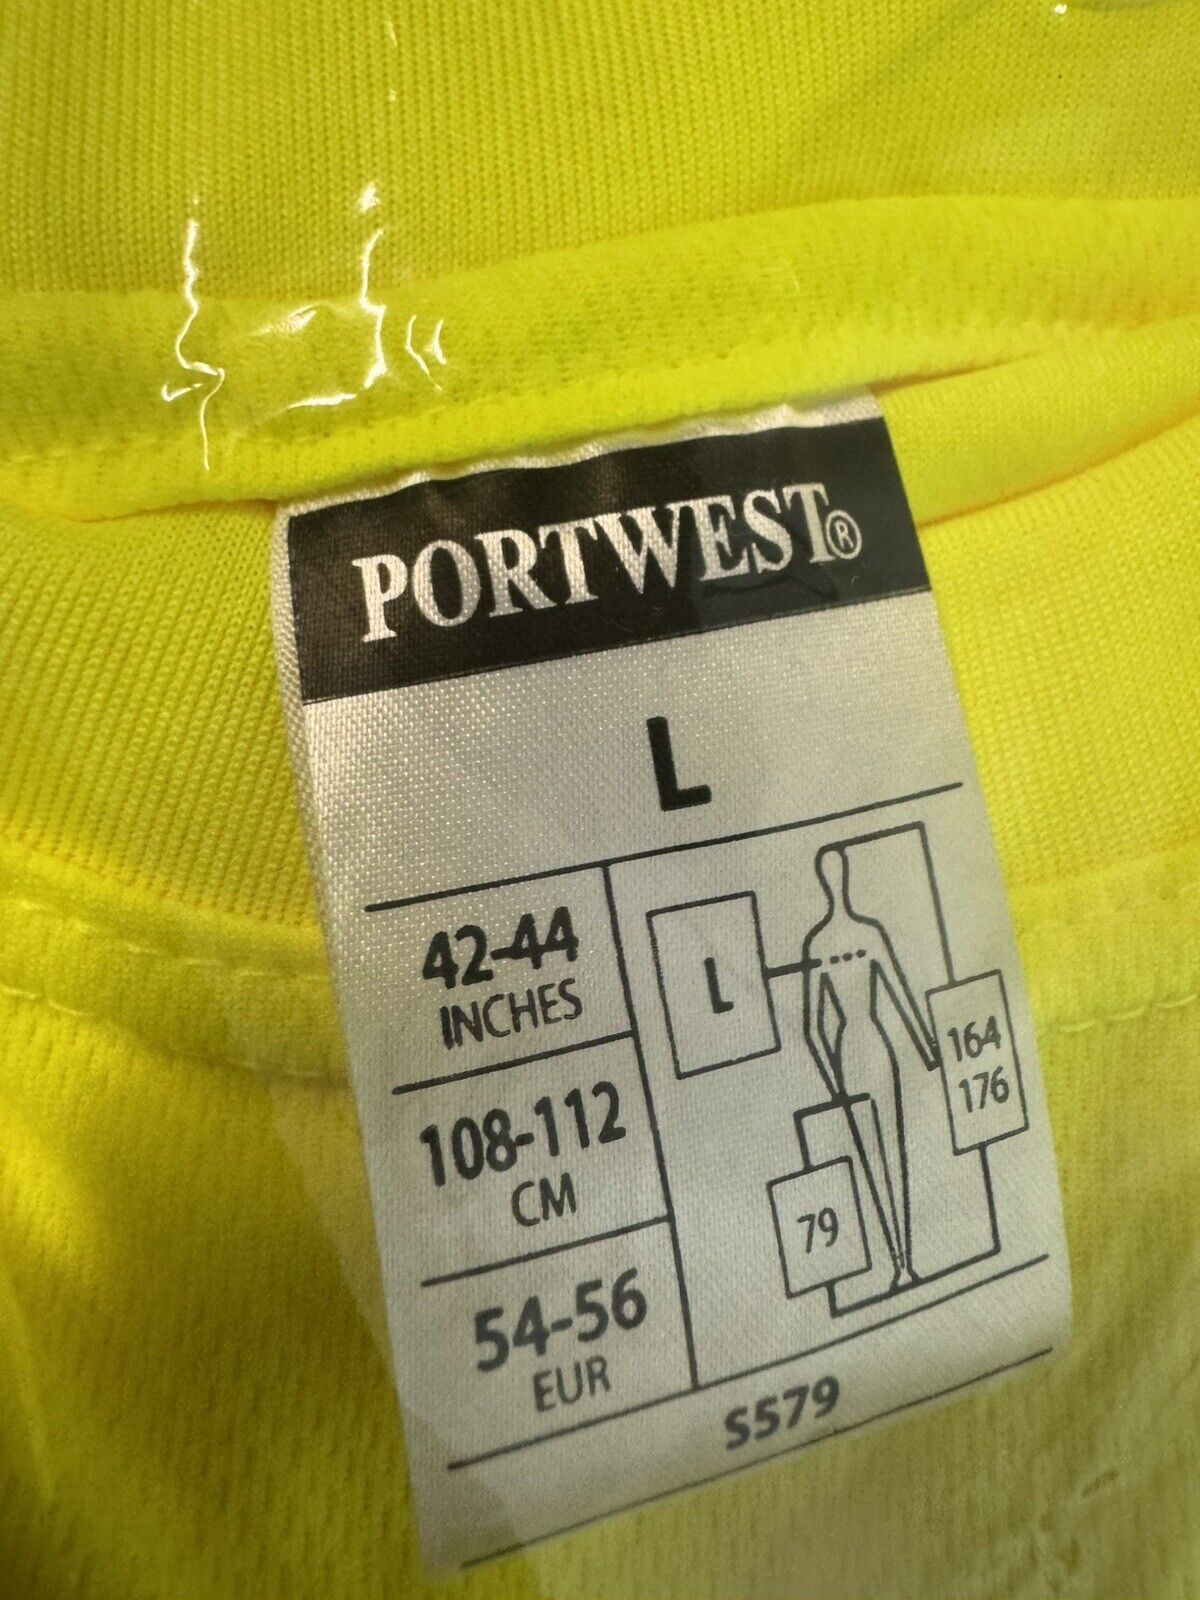 PORTWEST®
L
42-44
INCHES
108-112
CM
54-56
EUR
L
164
176
79
S579